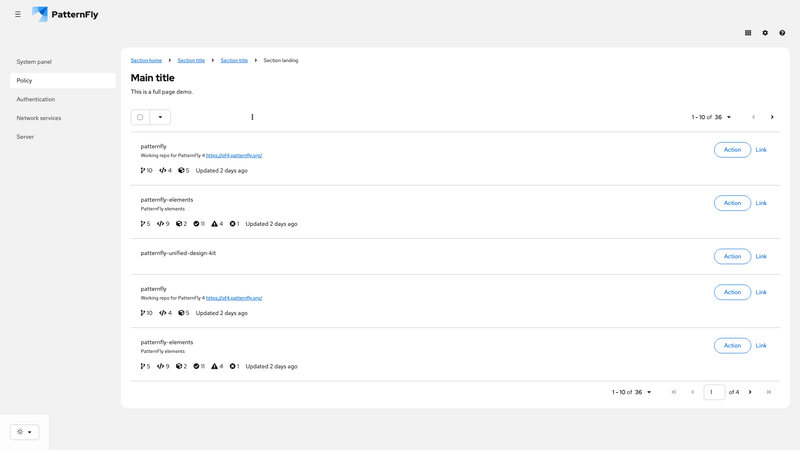 PatternFly
System panel
Policy
Authentication
Network services
Server
Section home
Section title
Section title
Section landing
Main title
This is a full page demo.
1 - 10 of 36
patternfly
Working repo for PatternFly 4 https://pf4.patternfly.org/
10 4 5 Updated 2 days ago
Action Link
patternfly-elements
PatternFly elements
5 9 2 11 4 1 Updated 2 days ago
Action Link
patternfly-unified-design-kit
Action Link
patternfly
Working repo for PatternFly 4 https://pf4.patternfly.org/
10 4 5 Updated 2 days ago
Action Link
patternfly-elements
PatternFly elements
5 9 2 11 4 1 Updated 2 days ago
Action Link
1 - 10 of 36 1 of 4